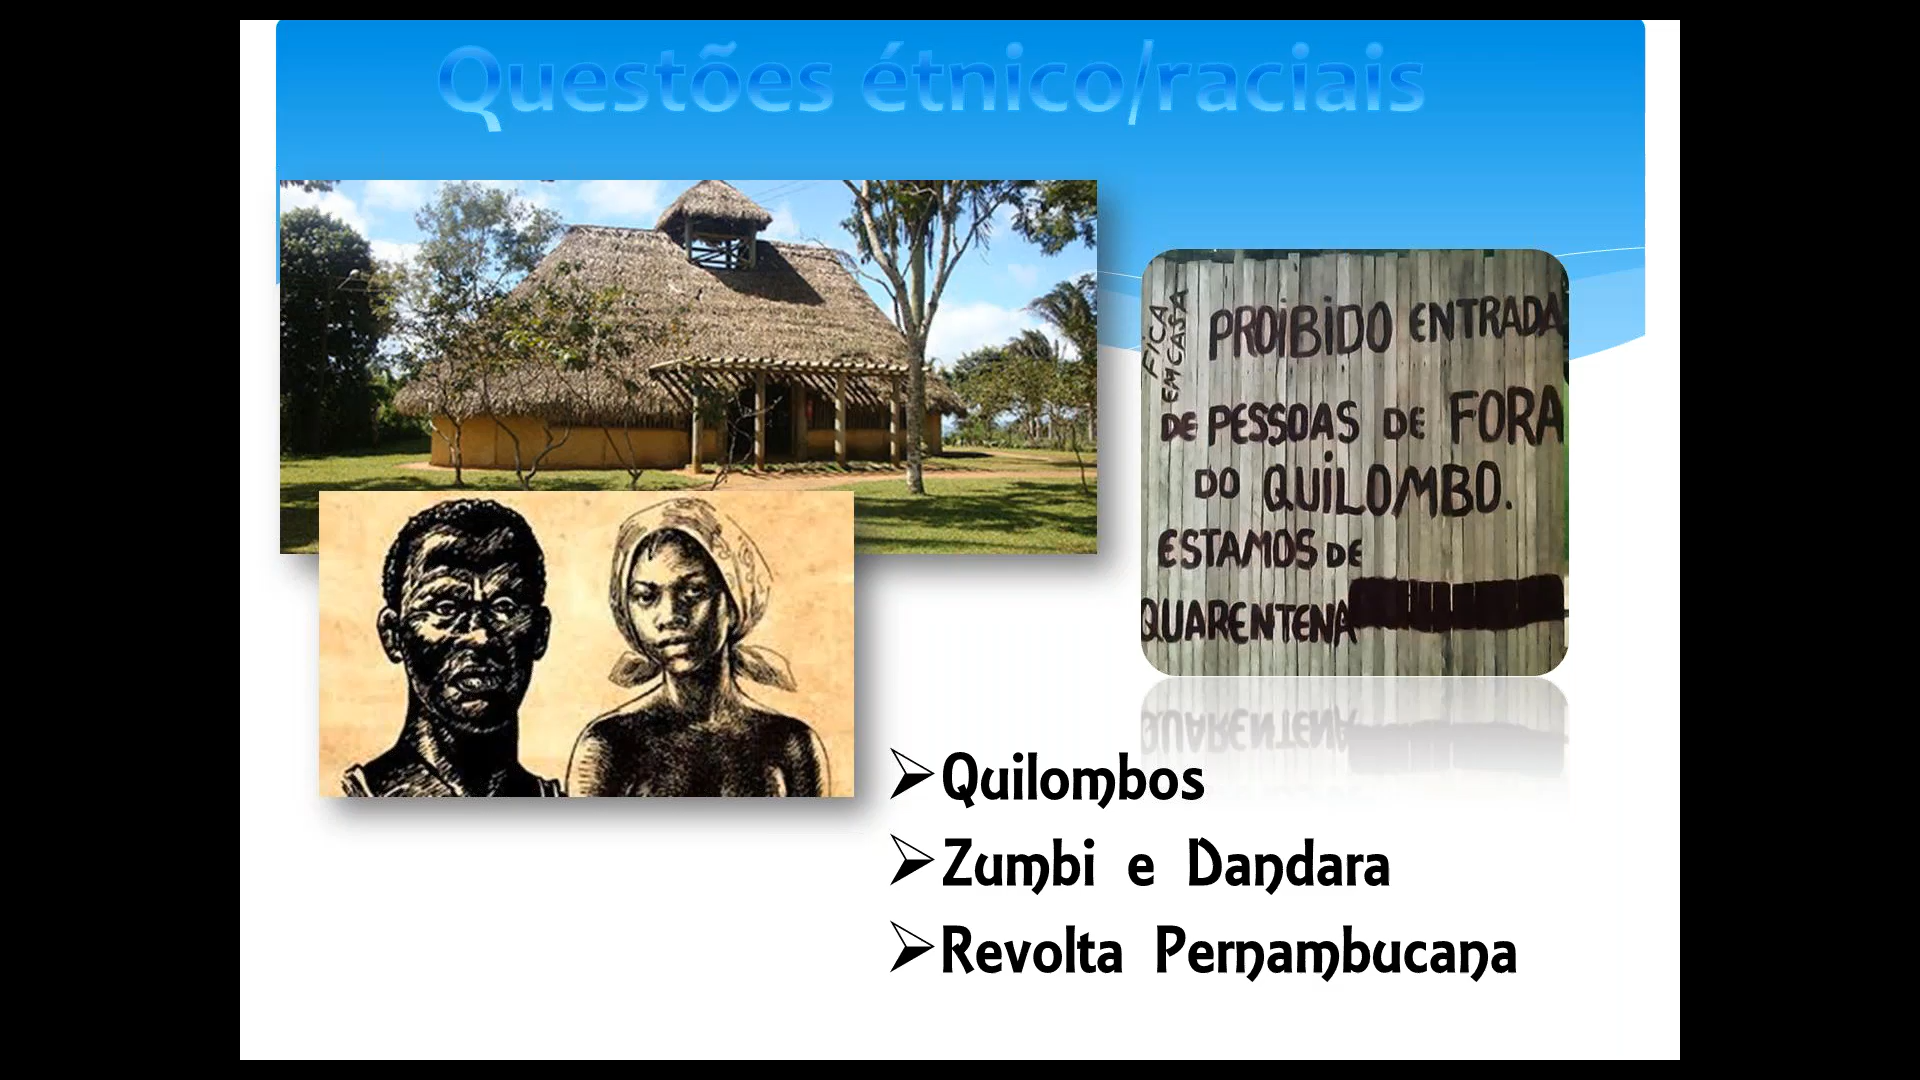 Questões étnico/raciais
FICA
EM CASA
PROIBIDO ENTRADA
DE PESSOAS DE FORA
DO QUILOMBO.
ESTAMOS DE
QUARENTENA
Quilombos
Zumbi e Dandara
Revolta Pernambucana